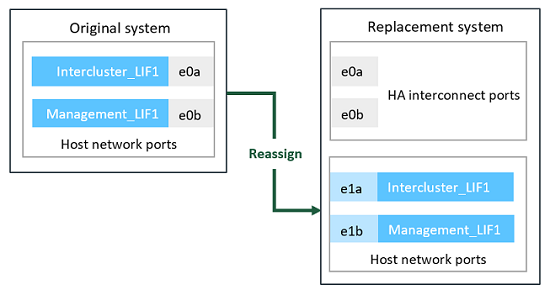 Original system
Intercluster_LIF1 e0a
Management_LIF1 e0b
Host network ports
Reassign
Replacement system
e0a
HA interconnect ports
e0b
e1a Intercluster_LIF1
e1b Management_LIF1
Host network ports